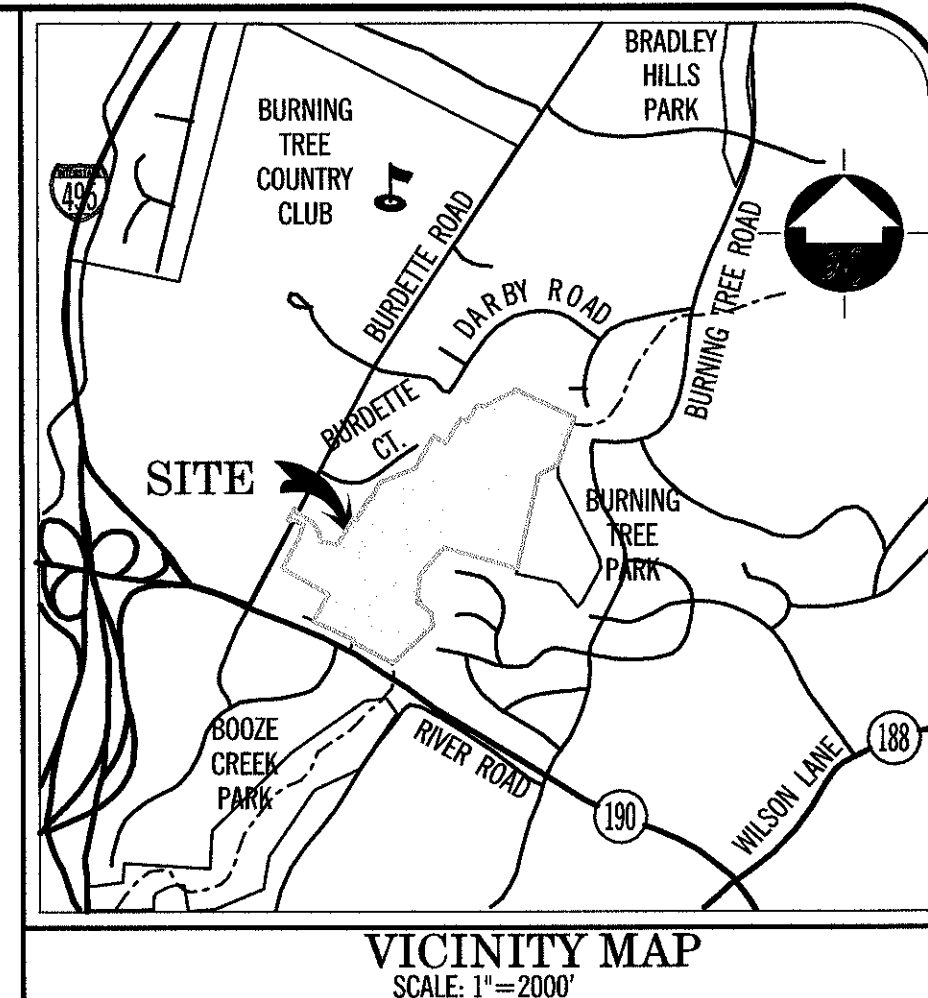 BRADLEY
HILLS
PARK
BURNING
TREE
COUNTRY
CLUB
INTERSTATE
495
BURDETTE ROAD
DARBY ROAD
BURNING TREE ROAD
BURDETTE
CT.
SITE
BURNING
TREE
PARK
BOOZE
CREEK
PARK
RIVER ROAD
190
WILSON LANE
188
VICINITY MAP
SCALE: 1"=2000'